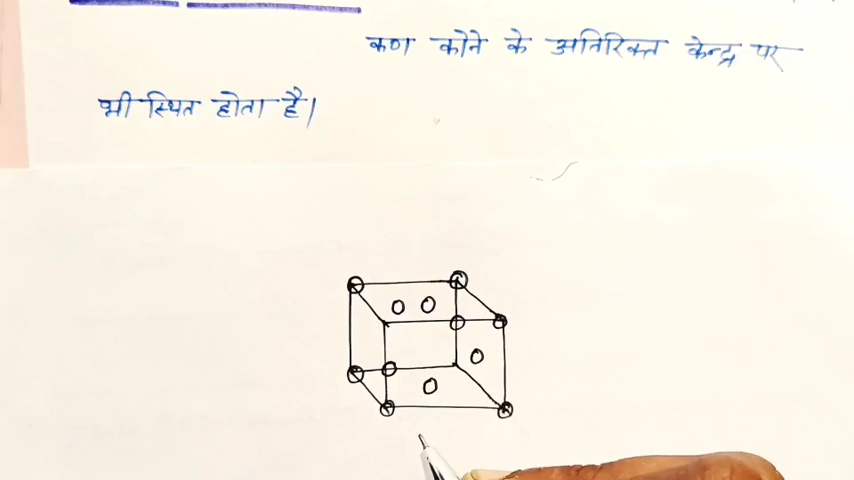 कण कोने के अतिरिक्त केन्द्र पर
भी स्थित होता है।